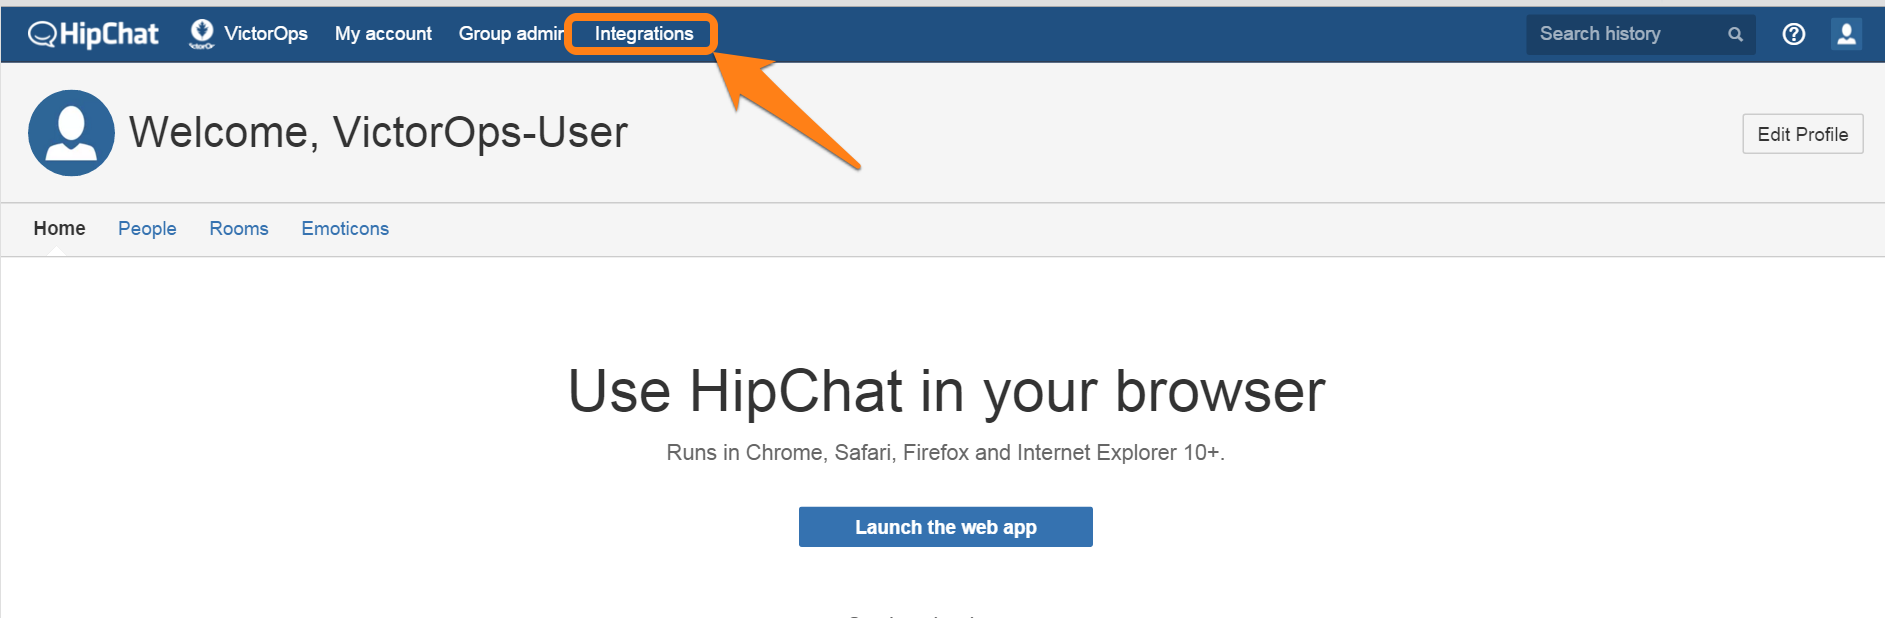 HipChat VictorOps My account Group admin Integrations Search history
Welcome, VictorOps-User
Edit Profile
Home People Rooms Emoticons
Use HipChat in your browser
Runs in Chrome, Safari, Firefox and Internet Explorer 10+.
Launch the web app